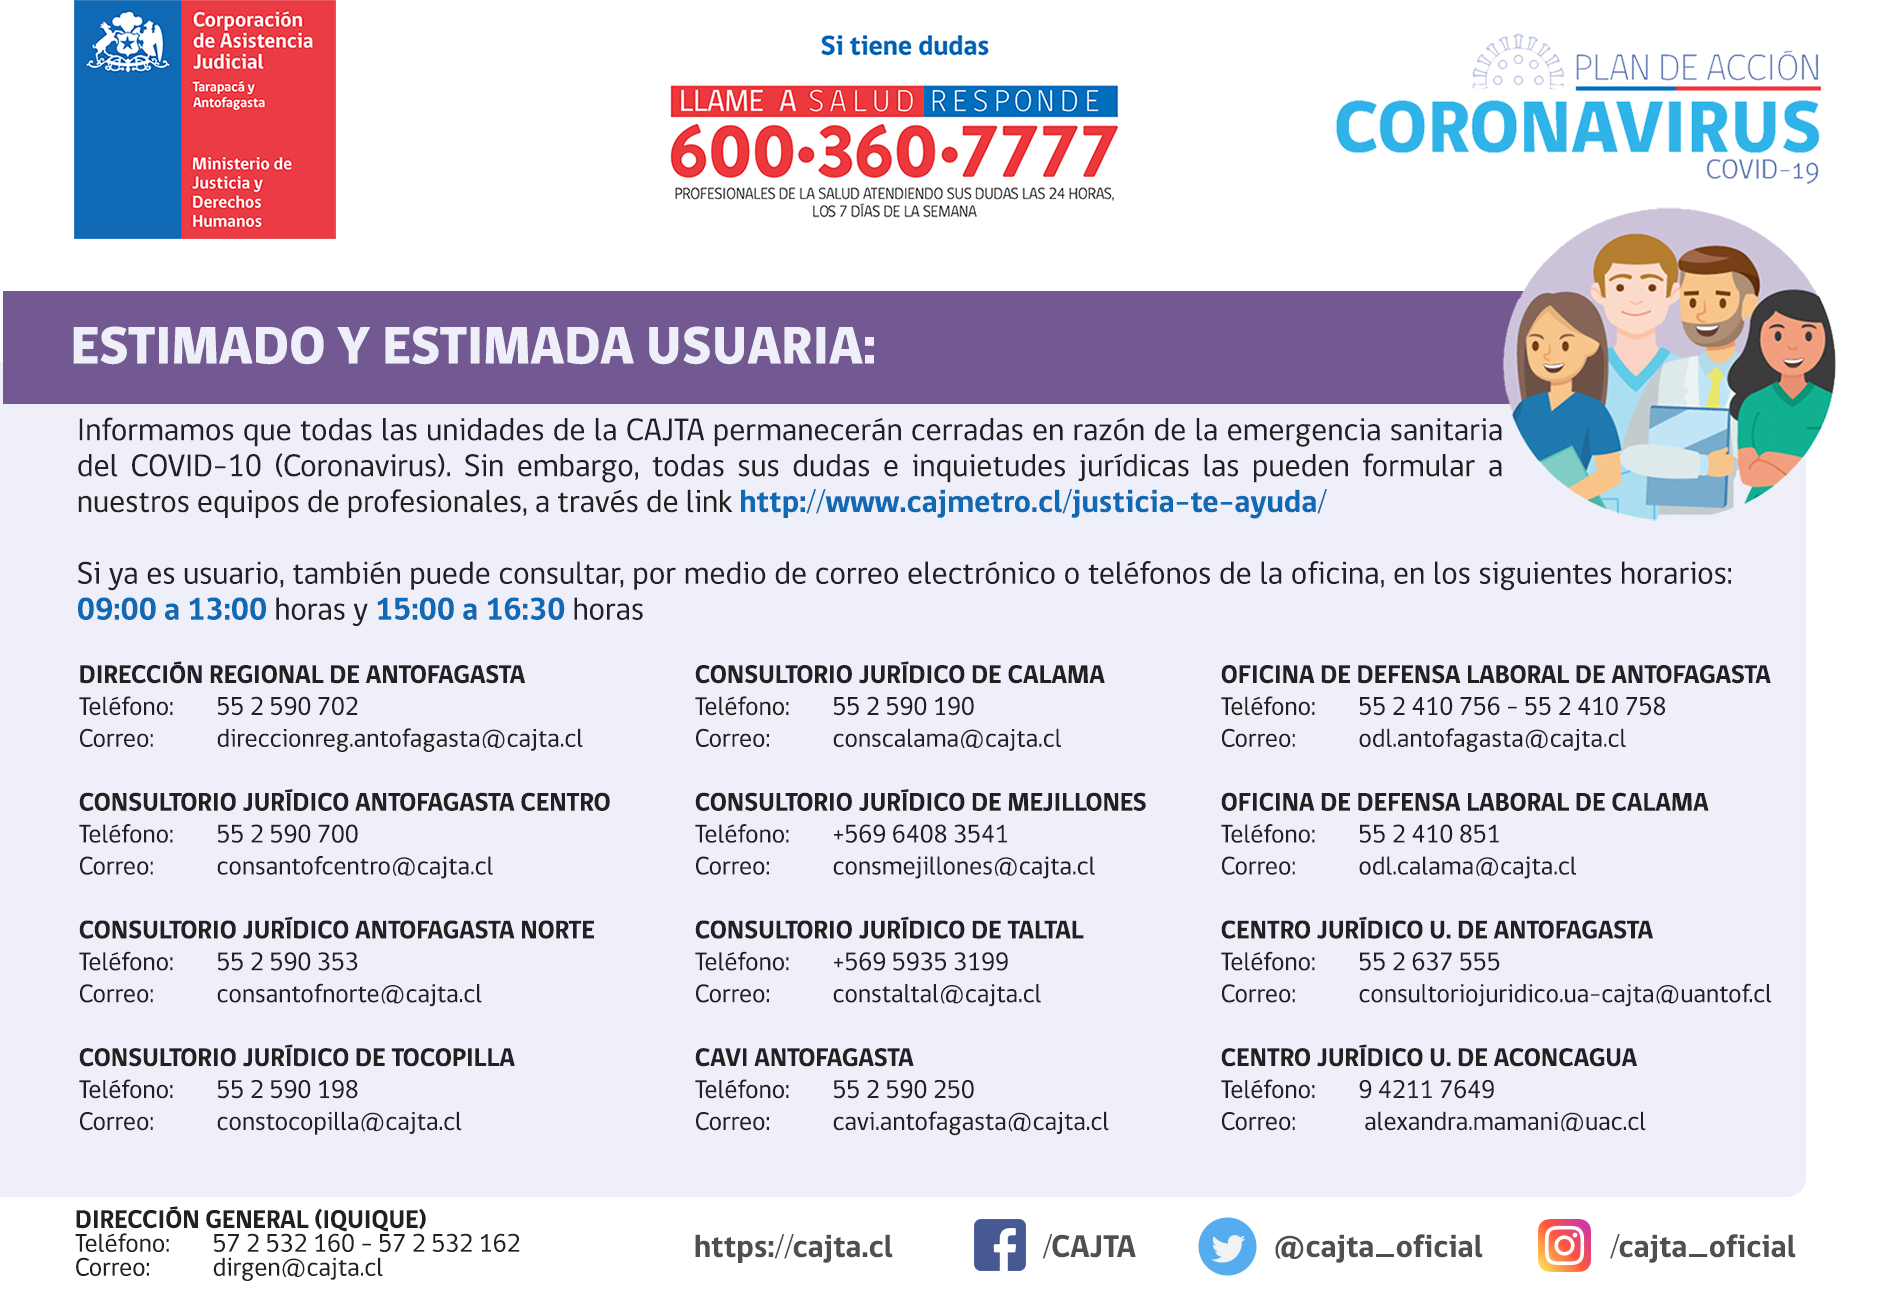 Corporación
de Asistencia
Judicial
Tarapacá y
Antofagasta
Ministerio de
Justicia y
Derechos
Humanos
Si tiene dudas
LLAME A SALUD RESPONDE
600·360·7777
PROFESIONALES DE LA SALUD ATENDIENDO SUS DUDAS LAS 24 HORAS,
LOS 7 DÍAS DE LA SEMANA
PLAN DE ACCIÓN
CORONAVIRUS
COVID-19
ESTIMADO Y ESTIMADA USUARIA:
Informamos que todas las unidades de la CAJTA permanecerán cerradas en razón de la emergencia sanitaria
del COVID-10 (Coronavirus). Sin embargo, todas sus dudas e inquietudes jurídicas las pueden formular a
nuestros equipos de profesionales, a través de link http://www.cajmetro.cl/justicia-te-ayuda/
Si ya es usuario, también puede consultar, por medio de correo electrónico o teléfonos de la oficina, en los siguientes horarios:
09:00 a 13:00 horas y 15:00 a 16:30 horas
DIRECCIÓN REGIONAL DE ANTOFAGASTA
Teléfono: 55 2 590 702
Correo: direccionreg.antofagasta@cajta.cl
CONSULTORIO JURÍDICO ANTOFAGASTA CENTRO
Teléfono: 55 2 590 700
Correo: consantofcentro@cajta.cl
CONSULTORIO JURÍDICO ANTOFAGASTA NORTE
Teléfono: 55 2 590 353
Correo: consantofnorte@cajta.cl
CONSULTORIO JURÍDICO DE TOCOPILLA
Teléfono: 55 2 590 198
Correo: constocopilla@cajta.cl
CONSULTORIO JURÍDICO DE CALAMA
Teléfono: 55 2 590 190
Correo: conscalama@cajta.cl
CONSULTORIO JURÍDICO DE MEJILLONES
Teléfono: +569 6408 3541
Correo: consmejillones@cajta.cl
CONSULTORIO JURÍDICO DE TALTAL
Teléfono: +569 5935 3199
Correo: constaltal@cajta.cl
CAVI ANTOFAGASTA
Teléfono: 55 2 590 250
Correo: cavi.antofagasta@cajta.cl
OFICINA DE DEFENSA LABORAL DE ANTOFAGASTA
Teléfono: 55 2 410 756 - 55 2 410 758
Correo: odl.antofagasta@cajta.cl
OFICINA DE DEFENSA LABORAL DE CALAMA
Teléfono: 55 2 410 851
Correo: odl.calama@cajta.cl
CENTRO JURÍDICO U. DE ANTOFAGASTA
Teléfono: 55 2 637 555
Correo: consultoriojuridico.ua-cajta@uantof.cl
CENTRO JURÍDICO U. DE ACONCAGUA
Teléfono: 9 4211 7649
Correo: alexandra.mamani@uac.cl
DIRECCIÓN GENERAL (IQUIQUE)
Teléfono: 57 2 532 160 - 57 2 532 162
Correo: dirgen@cajta.cl
https://cajta.cl
/CAJTA
@cajta_oficial
/cajta_oficial